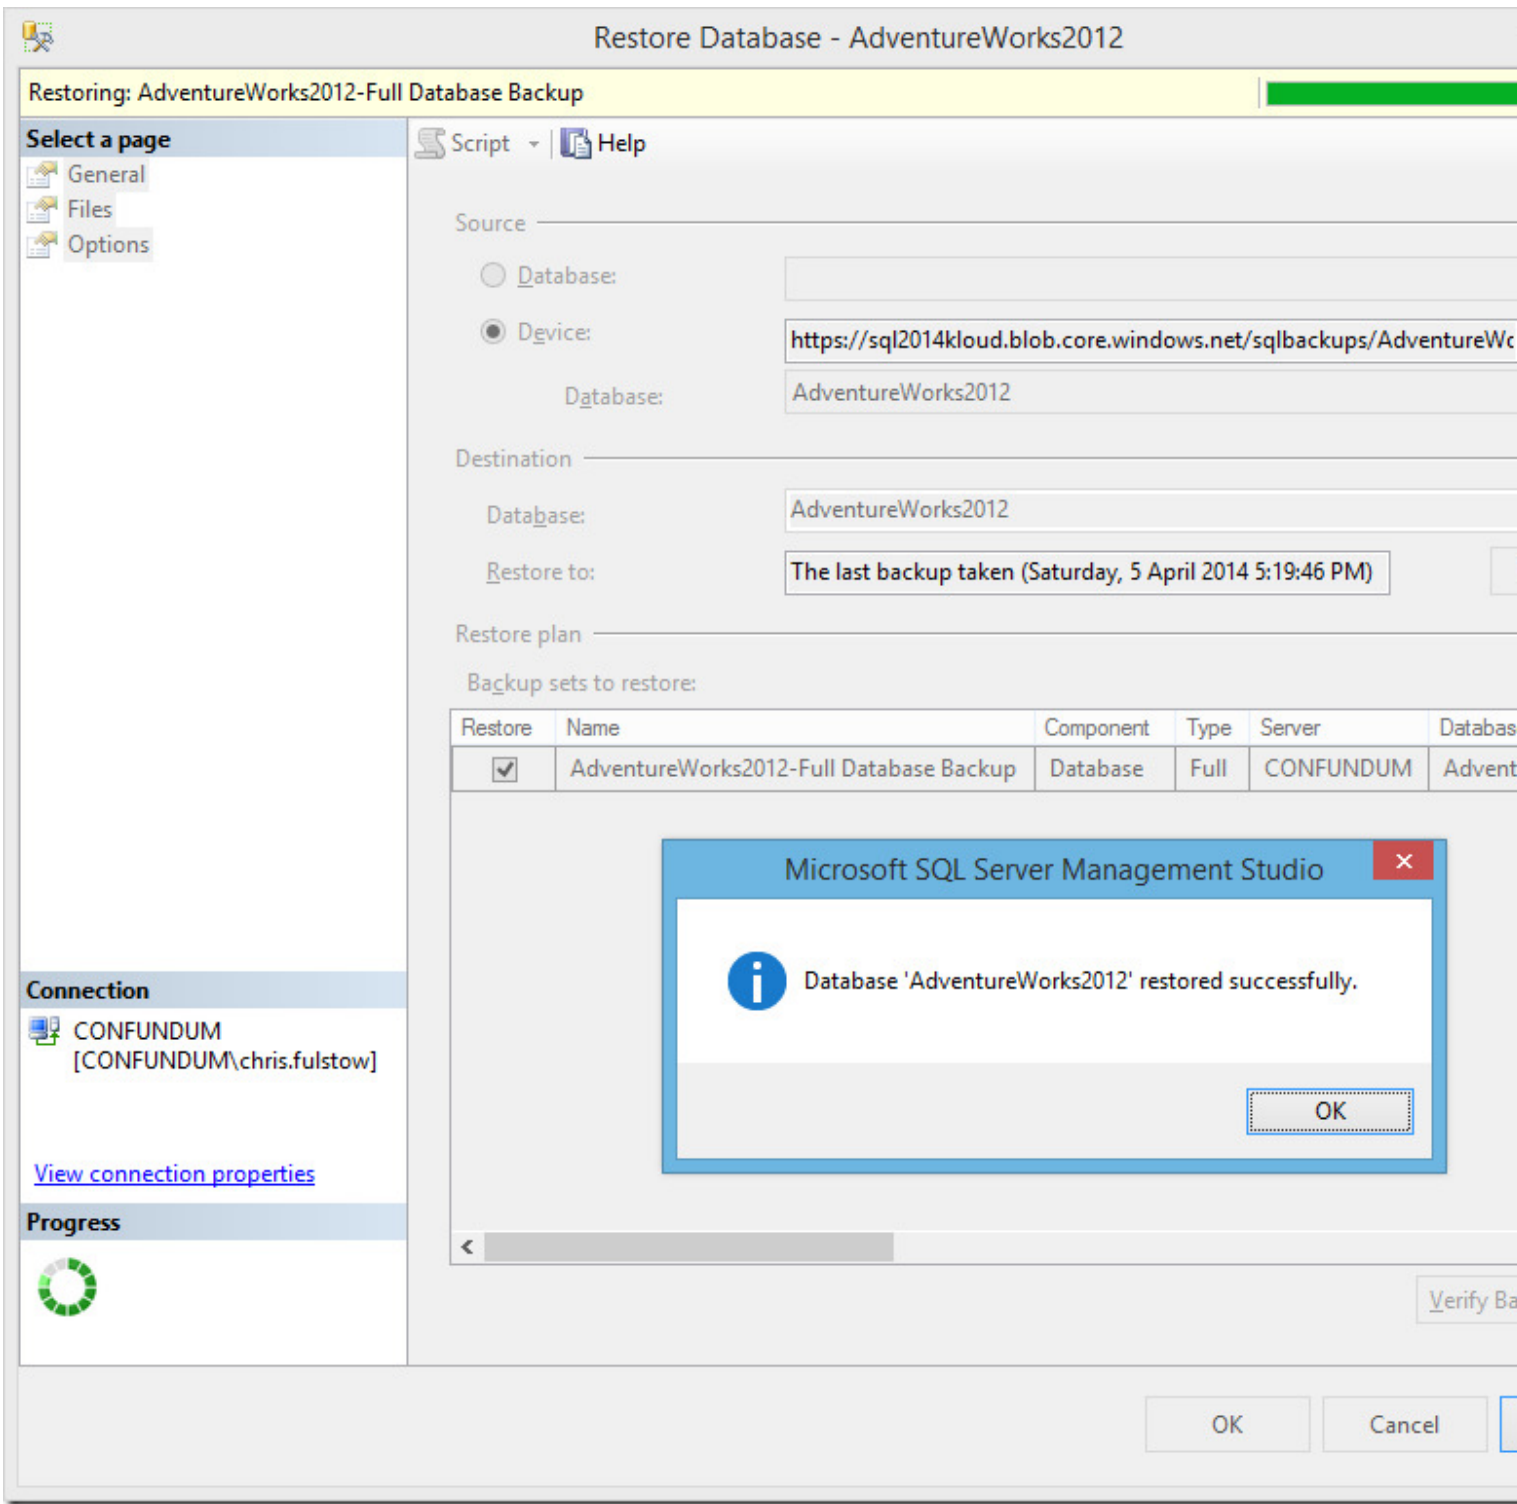 Restore Database - AdventureWorks2012
Restoring: AdventureWorks2012-Full Database Backup
Select a page
General
Files
Options
Script
Help
Source
Database:
Device:
https://sql2014kloud.blob.core.windows.net/sqlbackups/AdventureWo
Database:
AdventureWorks2012
Destination
Database:
AdventureWorks2012
Restore to:
The last backup taken (Saturday, 5 April 2014 5:19:46 PM)
Restore plan
Backup sets to restore:
Restore Name Component Type Server Databas
AdventureWorks2012-Full Database Backup Database Full CONFUNDUM Advent
Microsoft SQL Server Management Studio
Database 'AdventureWorks2012' restored successfully.
OK
Connection
CONFUNDUM
[CONFUNDUM\chris.fulstow]
View connection properties
Progress
Verify Ba
OK
Cancel